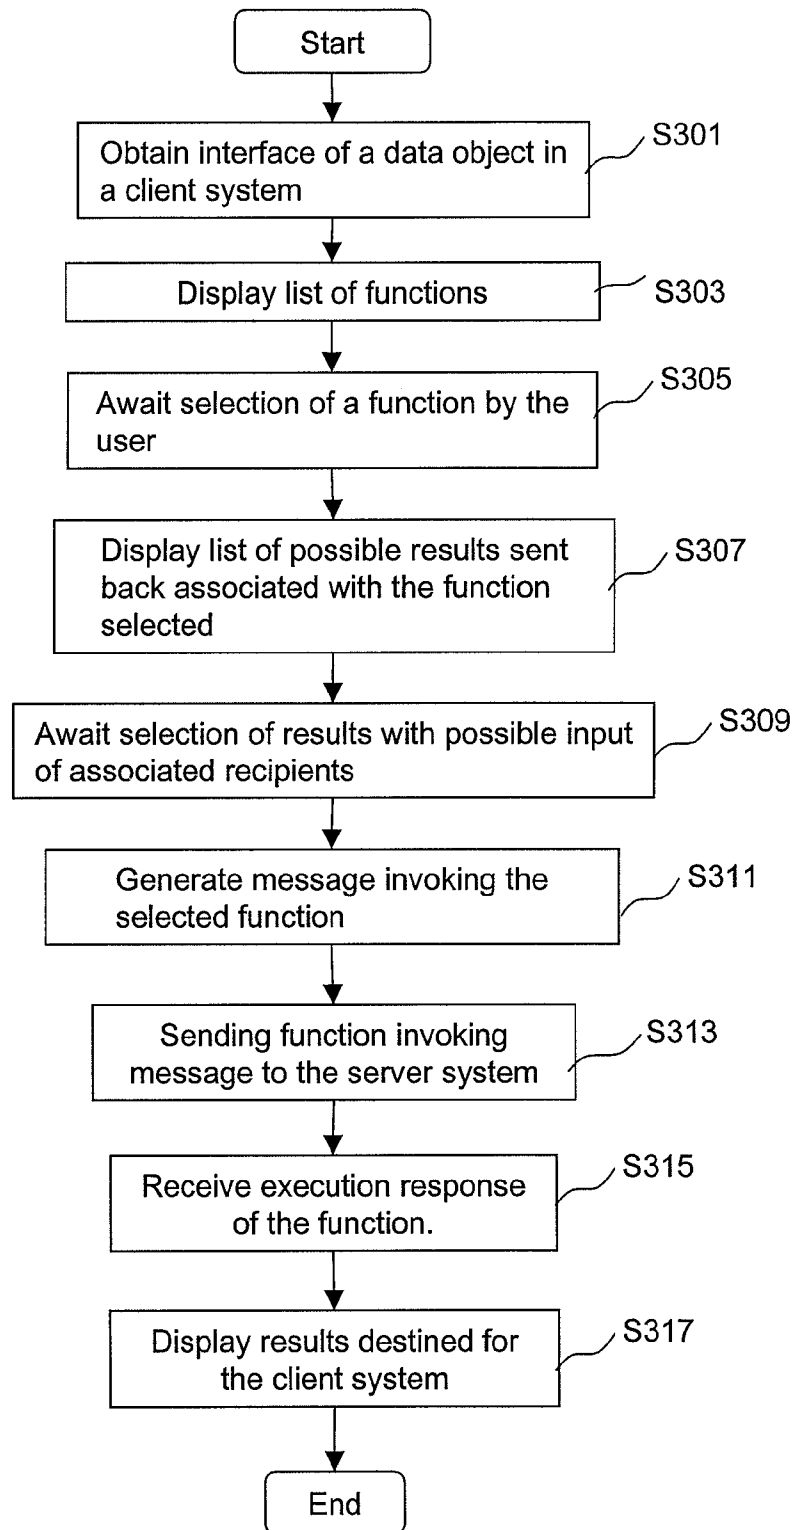 Start
Obtain interface of a data object in
a client system
S301
Display list of functions
S303
Await selection of a function by the
user
S305
Display list of possible results sent
back associated with the function
selected
S307
Await selection of results with possible input
of associated recipients
S309
Generate message invoking the
selected function
S311
Sending function invoking
message to the server system
S313
Receive execution response
of the function.
S315
Display results destined for
the client system
S317
End